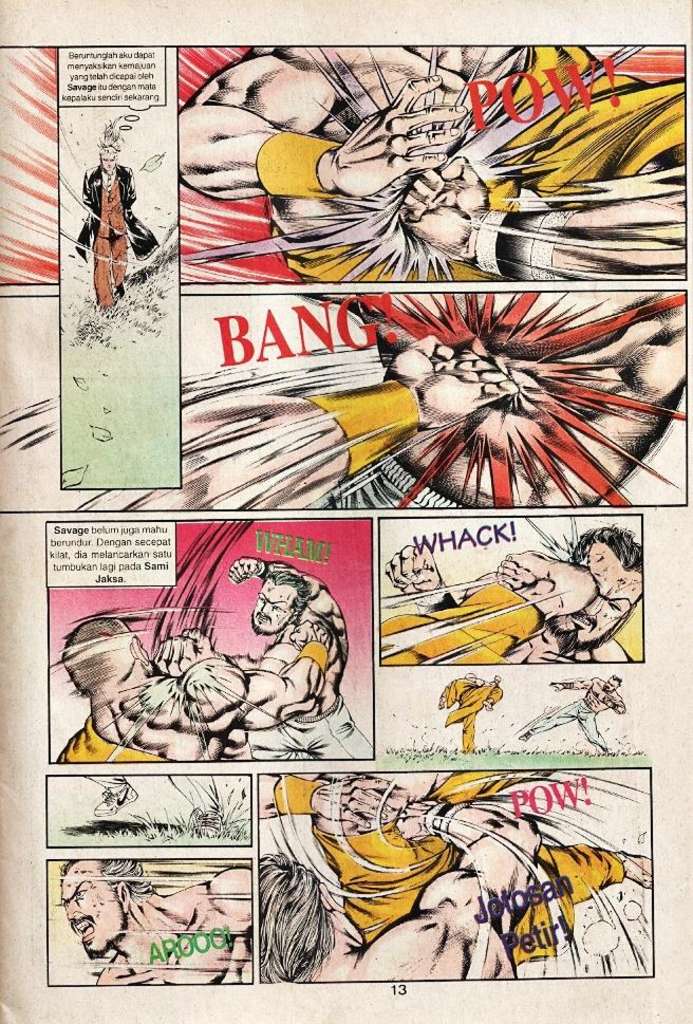 Beruntunglah aku dapat
menyaksikan kemajuan
yang telah dicapai oleh
Savage itu dengan mata
kepalaku sendiri sekarang.
POW!
BANG!
Savage belum juga mahu
berundur. Dengan secepat
kilat, dia melancarkan satu
tumbukan lagi pada Sami
Jaksa.
WHAM!
WHACK!
AROOO!
POW!
Jotosan
Petir!
13